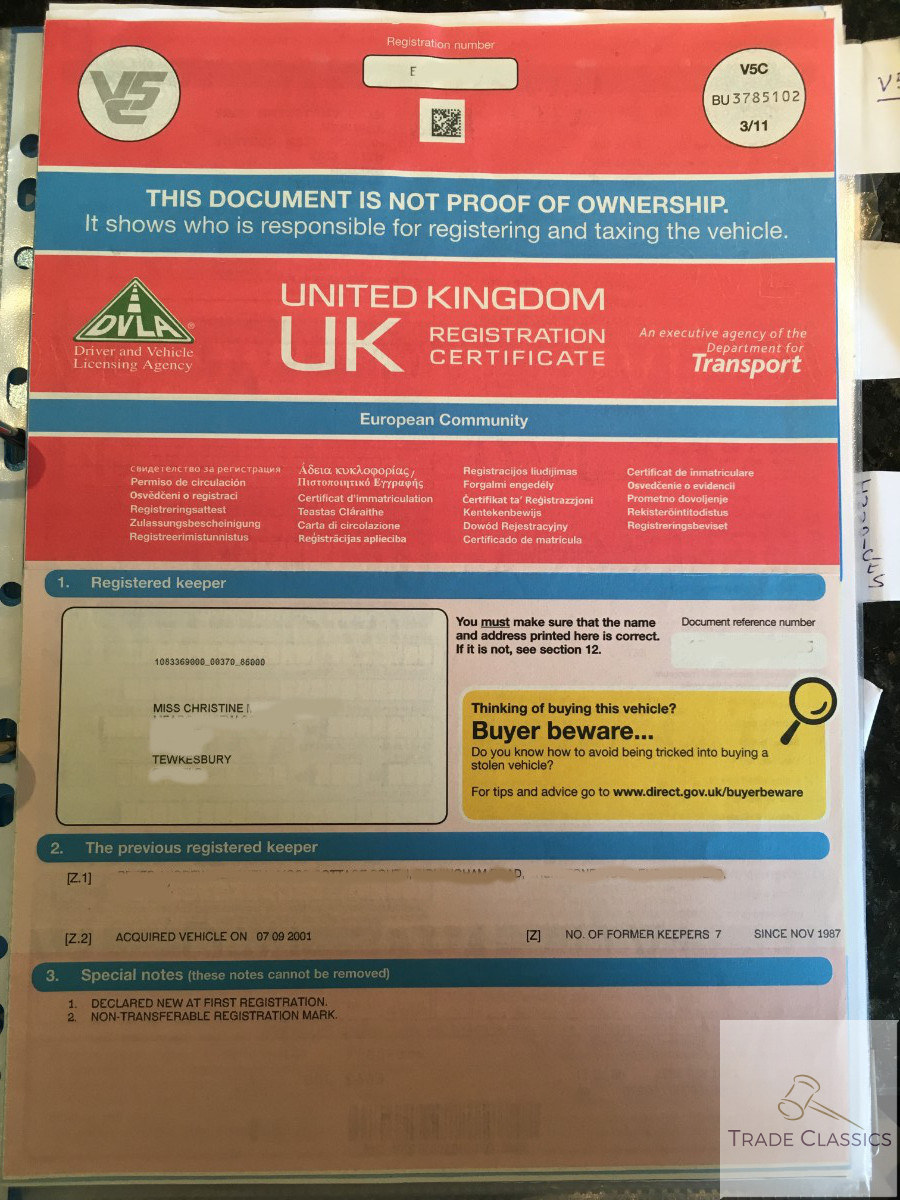 Registration number
E
V5C
V5C
BU 3785102
3/11
THIS DOCUMENT IS NOT PROOF OF OWNERSHIP.
It shows who is responsible for registering and taxing the vehicle.
DVLA®
Driver and Vehicle
Licensing Agency
UNITED KINGDOM
UK REGISTRATION
CERTIFICATE
An executive agency of the
Department for
Transport
European Community
свидетелство за регистрация
Permiso de circulación
Osvědčení o registraci
Registreringsattest
Zulassungsbescheinigung
Registreerimistunnistus
Άδεια κυκλοφορίας /
Πιστοποιητικό Εγγραφής
Certificat d'immatriculation
Teastas Cláraithe
Carta di circolazione
Reģistrācijas apliecība
Registracijos liudijimas
Forgalmi engedély
Ċertifikat ta' Reġistrazzjoni
Kentekenbewijs
Dowód Rejestracyjny
Certificado de matrícula
Certificat de inmatriculare
Osvedčenie o evidencii
Prometno dovoljenje
Rekisteröintitodistus
Registreringsbeviset
1. Registered keeper
1083369000_00370_86000
MISS CHRISTINE
TEWKESBURY
You must make sure that the name
and address printed here is correct.
If it is not, see section 12.
Document reference number
Thinking of buying this vehicle?
Buyer beware...
Do you know how to avoid being tricked into buying a
stolen vehicle?
For tips and advice go to www.direct.gov.uk/buyerbeware
2. The previous registered keeper
[Z.1]
[Z.2] ACQUIRED VEHICLE ON 07 09 2001 [Z] NO. OF FORMER KEEPERS 7 SINCE NOV 1987
3. Special notes (these notes cannot be removed)
1. DECLARED NEW AT FIRST REGISTRATION.
2. NON-TRANSFERABLE REGISTRATION MARK.
TRADE CLASSICS